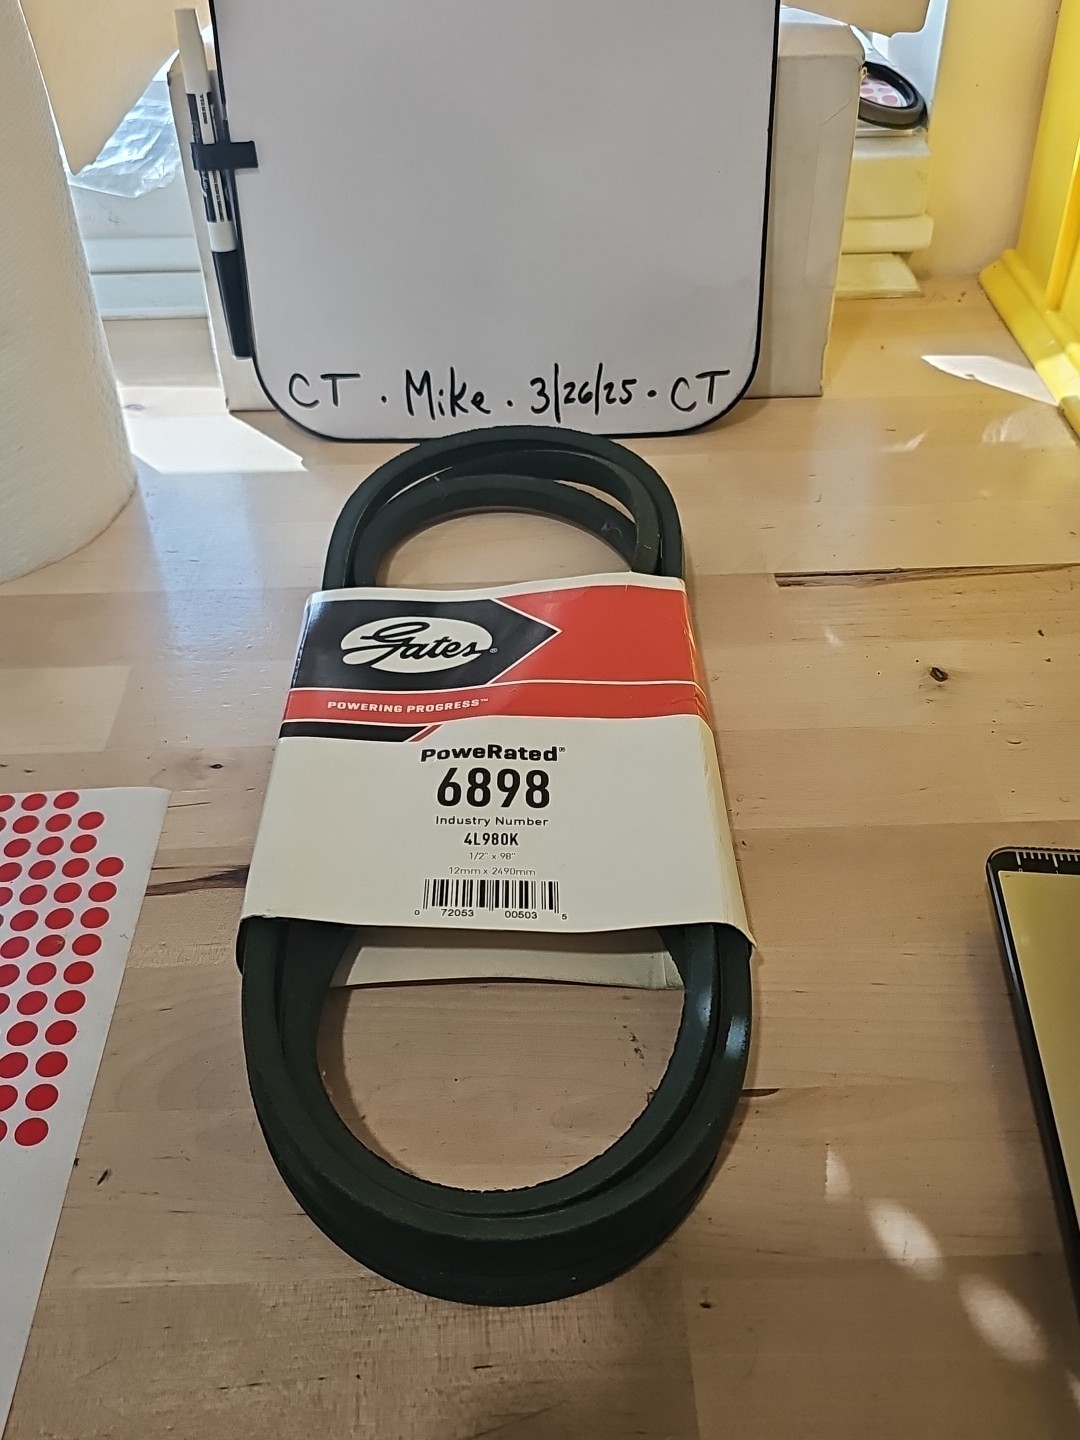 CT . Mike . 3/26/25 . CT
Gates®
POWERING PROGRESS™
PoweRated®
6898
Industry Number
4L980K
1/2" x 98"
12mm x 2490mm
0 72053 00503 5